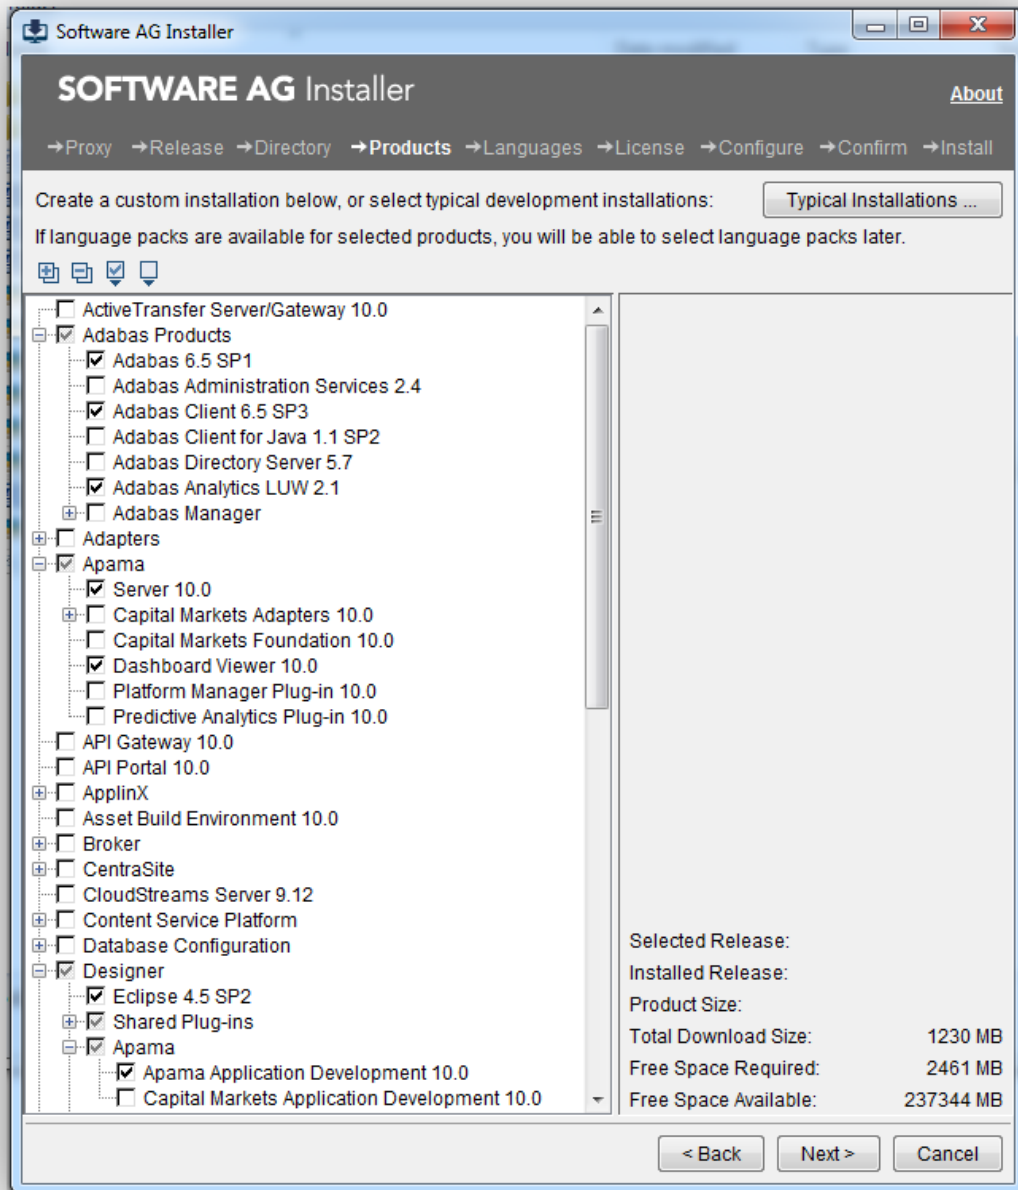 Software AG Installer
SOFTWARE AG Installer
About
→Proxy →Release →Directory →Products →Languages →License →Configure →Confirm →Install
Create a custom installation below, or select typical development installations:
Typical Installations ...
If language packs are available for selected products, you will be able to select language packs later.
ActiveTransfer Server/Gateway 10.0
Adabas Products
Adabas 6.5 SP1
Adabas Administration Services 2.4
Adabas Client 6.5 SP3
Adabas Client for Java 1.1 SP2
Adabas Directory Server 5.7
Adabas Analytics LUW 2.1
Adabas Manager
Adapters
Apama
Server 10.0
Capital Markets Adapters 10.0
Capital Markets Foundation 10.0
Dashboard Viewer 10.0
Platform Manager Plug-in 10.0
Predictive Analytics Plug-in 10.0
API Gateway 10.0
API Portal 10.0
ApplinX
Asset Build Environment 10.0
Broker
CentraSite
CloudStreams Server 9.12
Content Service Platform
Database Configuration
Designer
Eclipse 4.5 SP2
Shared Plug-ins
Apama
Apama Application Development 10.0
Capital Markets Application Development 10.0
Selected Release:
Installed Release:
Product Size:
Total Download Size: 1230 MB
Free Space Required: 2461 MB
Free Space Available: 237344 MB
< Back
Next >
Cancel